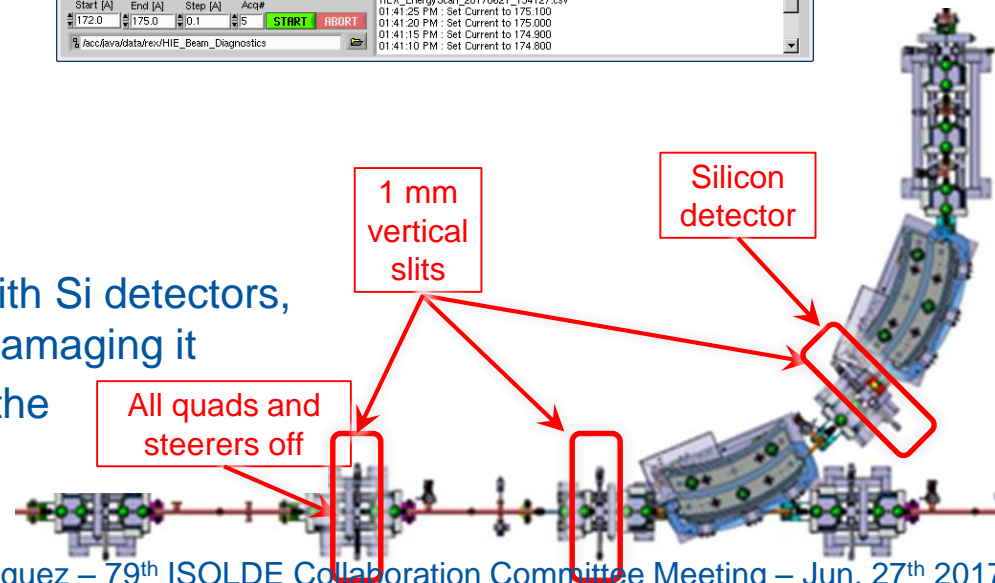 Start [A] End [A] Step [A] Acq#
172.0 175.0 0.1 5 START ABORT
/acc/java/data/rex/HIE_Beam_Diagnostics
HEX_EnergyScan_20170621_134127.csv
01:41:25 PM : Set Current to 175.100
01:41:20 PM : Set Current to 175.000
01:41:15 PM : Set Current to 174.900
01:41:10 PM : Set Current to 174.800
1 mm
vertical
slits
Silicon
detector
ith Si detectors,
amaging it
the
All quads and
steerers off
guez – 79th ISOLDE Collaboration Committee Meeting – Jun. 27th 2017